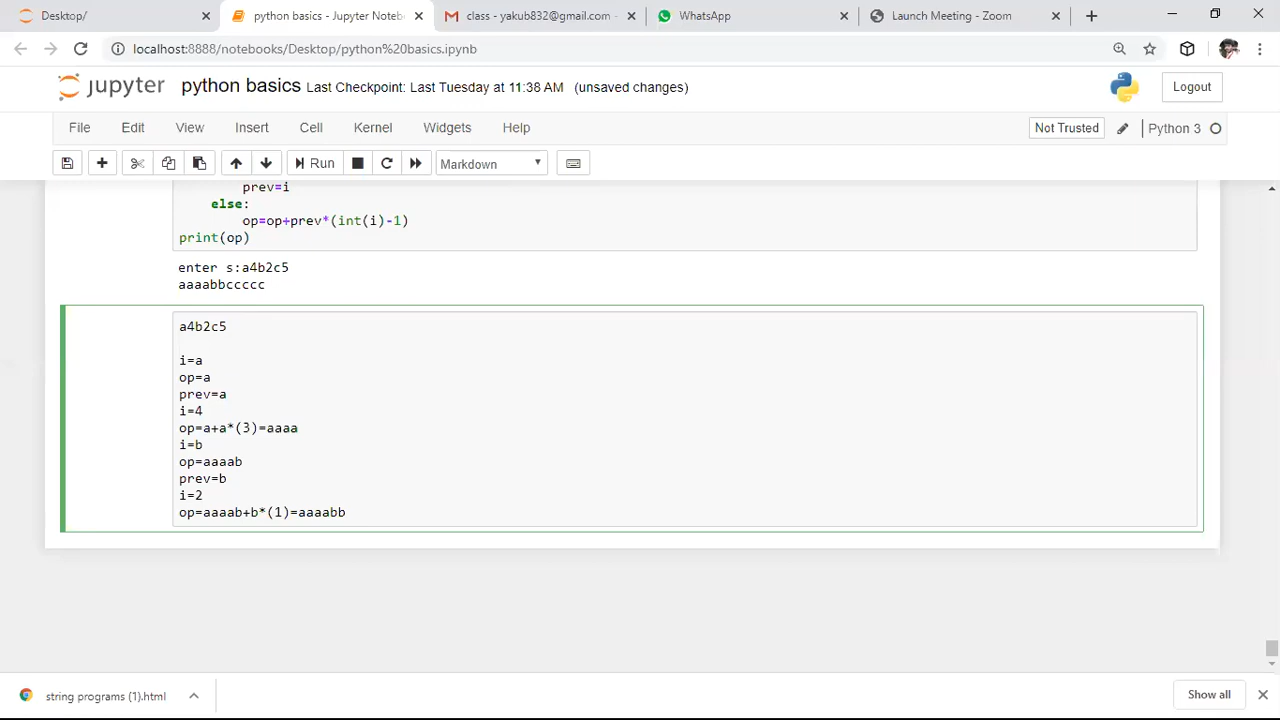 Desktop/
python basics - Jupyter Noteb
class - yakub832@gmail.com -
WhatsApp
Launch Meeting - Zoom
localhost:8888/notebooks/Desktop/python%20basics.ipynb
jupyter python basics Last Checkpoint: Last Tuesday at 11:38 AM (unsaved changes)
Logout
File Edit View Insert Cell Kernel Widgets Help
Not Trusted
Python 3
Run
Markdown
prev=i
else:
op=op+prev*(int(i)-1)
print(op)
enter s:a4b2c5
aaaabbccccc
a4b2c5
i=a
op=a
prev=a
i=4
op=a+a*(3)=aaaa
i=b
op=aaaab
prev=b
i=2
op=aaaab+b*(1)=aaaabb
string programs (1).html
Show all